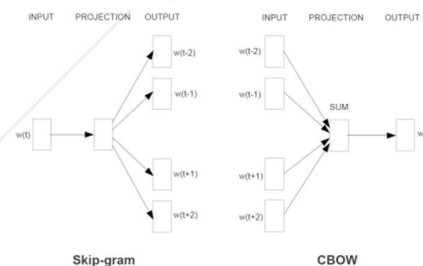 INPUT PROJECTION OUTPUT
w(t-2)
w(t-1)
w(t)
w(t+1)
w(t+2)
Skip-gram
INPUT PROJECTION OUTPUT
w(t-2)
w(t-1)
SUM
w(t+1)
w(t+2)
CBOW